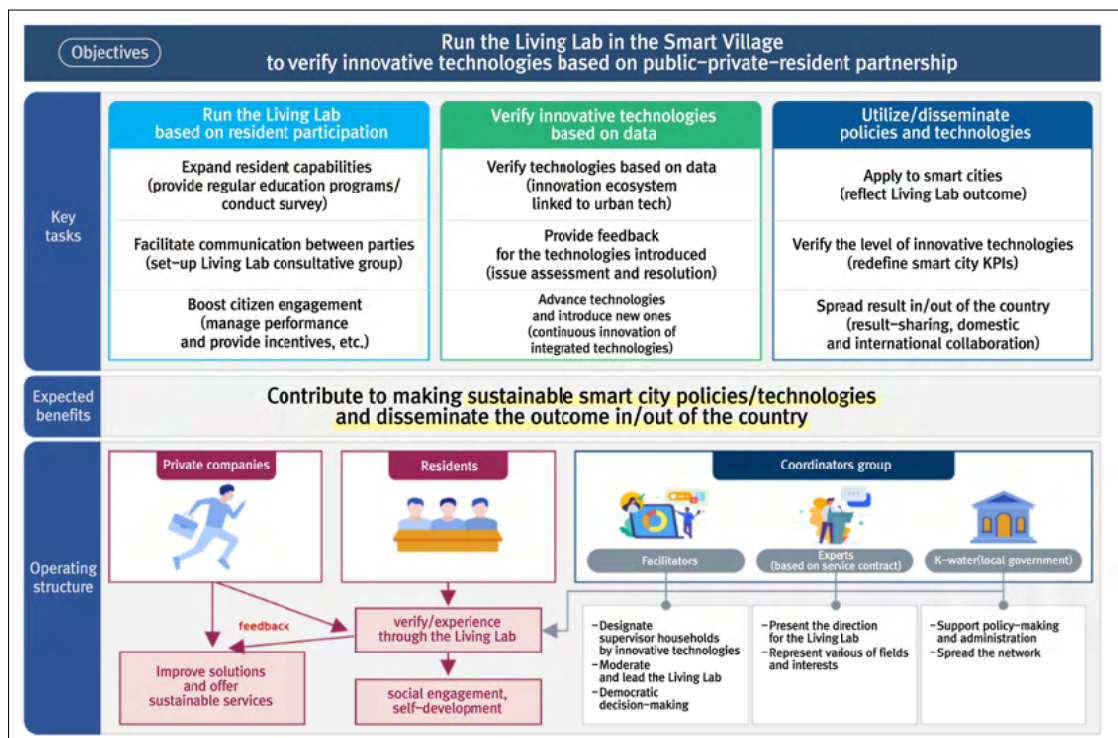 Objectives
Run the Living Lab in the Smart Village
to verify innovative technologies based on public-private-resident partnership
Key
tasks
Run the Living Lab
based on resident participation
Expand resident capabilities
(provide regular education programs/
conduct survey)
Facilitate communication between parties
(set-up Living Lab consultative group)
Boost citizen engagement
(manage performance
and provide incentives, etc.)
Verify innovative technologies
based on data
Verify technologies based on data
(innovation ecosystem
linked to urban tech)
Provide feedback
for the technologies introduced
(issue assessment and resolution)
Advance technologies
and introduce new ones
(continuous innovation of
integrated technologies)
Utilize/disseminate
policies and technologies
Apply to smart cities
(reflect Living Lab outcome)
Verify the level of innovative technologies
(redefine smart city KPIs)
Spread result in/out of the country
(result-sharing, domestic
and international collaboration)
Expected
benefits
Contribute to making sustainable smart city policies/technologies
and disseminate the outcome in/out of the country
Operating
structure
Private companies
Residents
Coordinators group
Facilitators
Experts
(based on service contract)
K-water(local government)
feedback
verify/experience
through the Living Lab
Improve solutions
and offer
sustainable services
social engagement,
self-development
- Designate
supervisor households
by innovative technologies
- Moderate
and lead the Living Lab
- Democratic
decision-making
- Present the direction
for the Living Lab
- Represent various of fields
and interests
- Support policy-making
and administration
- Spread the network